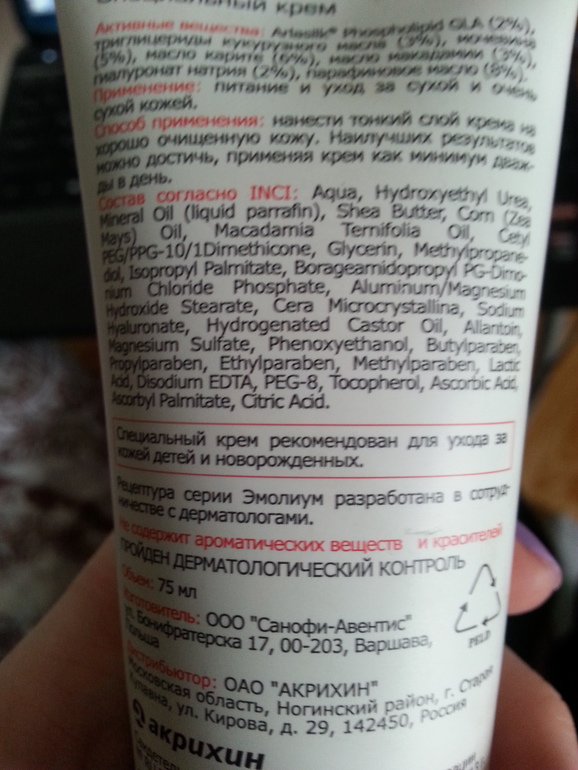 Специальный крем
Активные вещества: Arlasilk® Phospholipid GLA (2%),
триглицериды кукурузного масла (3%), мочевина
(5%), масло карите (6%), масло макадамии (3%),
гиалуронат натрия (2%), парафиновое масло (8%).
Применение: питание и уход за сухой и очень
сухой кожей.
Способ применения: нанести тонкий слой крема на
хорошо очищенную кожу. Наилучших результатов
можно достичь, применяя крем как минимум дваж-
ды в день.
Состав согласно INCI: Aqua, Hydroxyethyl Urea,
Mineral Oil (liquid parrafin), Shea Butter, Corn (Zea
Mays) Oil, Macadamia Ternifolia Oil, Cetyl
PEG/PPG-10/1Dimethicone, Glycerin, Methylpropane-
diol, Isopropyl Palmitate, Borageamidopropyl PG-Dimo-
nium Chloride Phosphate, Aluminum/Magnesium
Hydroxide Stearate, Cera Microcrystallina, Sodium
Hyaluronate, Hydrogenated Castor Oil, Allantoin,
Magnesium Sulfate, Phenoxyethanol, Butylparaben,
Propylparaben, Ethylparaben, Methylparaben, Lactic
Acid, Disodium EDTA, PEG-8, Tocopherol, Ascorbic Acid,
Ascorbyl Palmitate, Citric Acid.
Специальный крем рекомендован для ухода за
кожей детей и новорожденных.
Рецептура серии Эмолиум разработана в сотруд-
ничестве с дерматологами.
Не содержит ароматических веществ и красителей
ПРОЙДЕН ДЕРМАТОЛОГИЧЕСКИЙ КОНТРОЛЬ
Объем: 75 мл
Изготовитель: ООО "Санофи-Авентис"
ул. Бонифратерска 17, 00-203, Варшава,
Польша
PELD
Дистрибьютор: ОАО "АКРИХИН"
Московская область, Ногинский район, г. Старая
Купавна, ул. Кирова, д. 29, 142450, Россия
акрихин